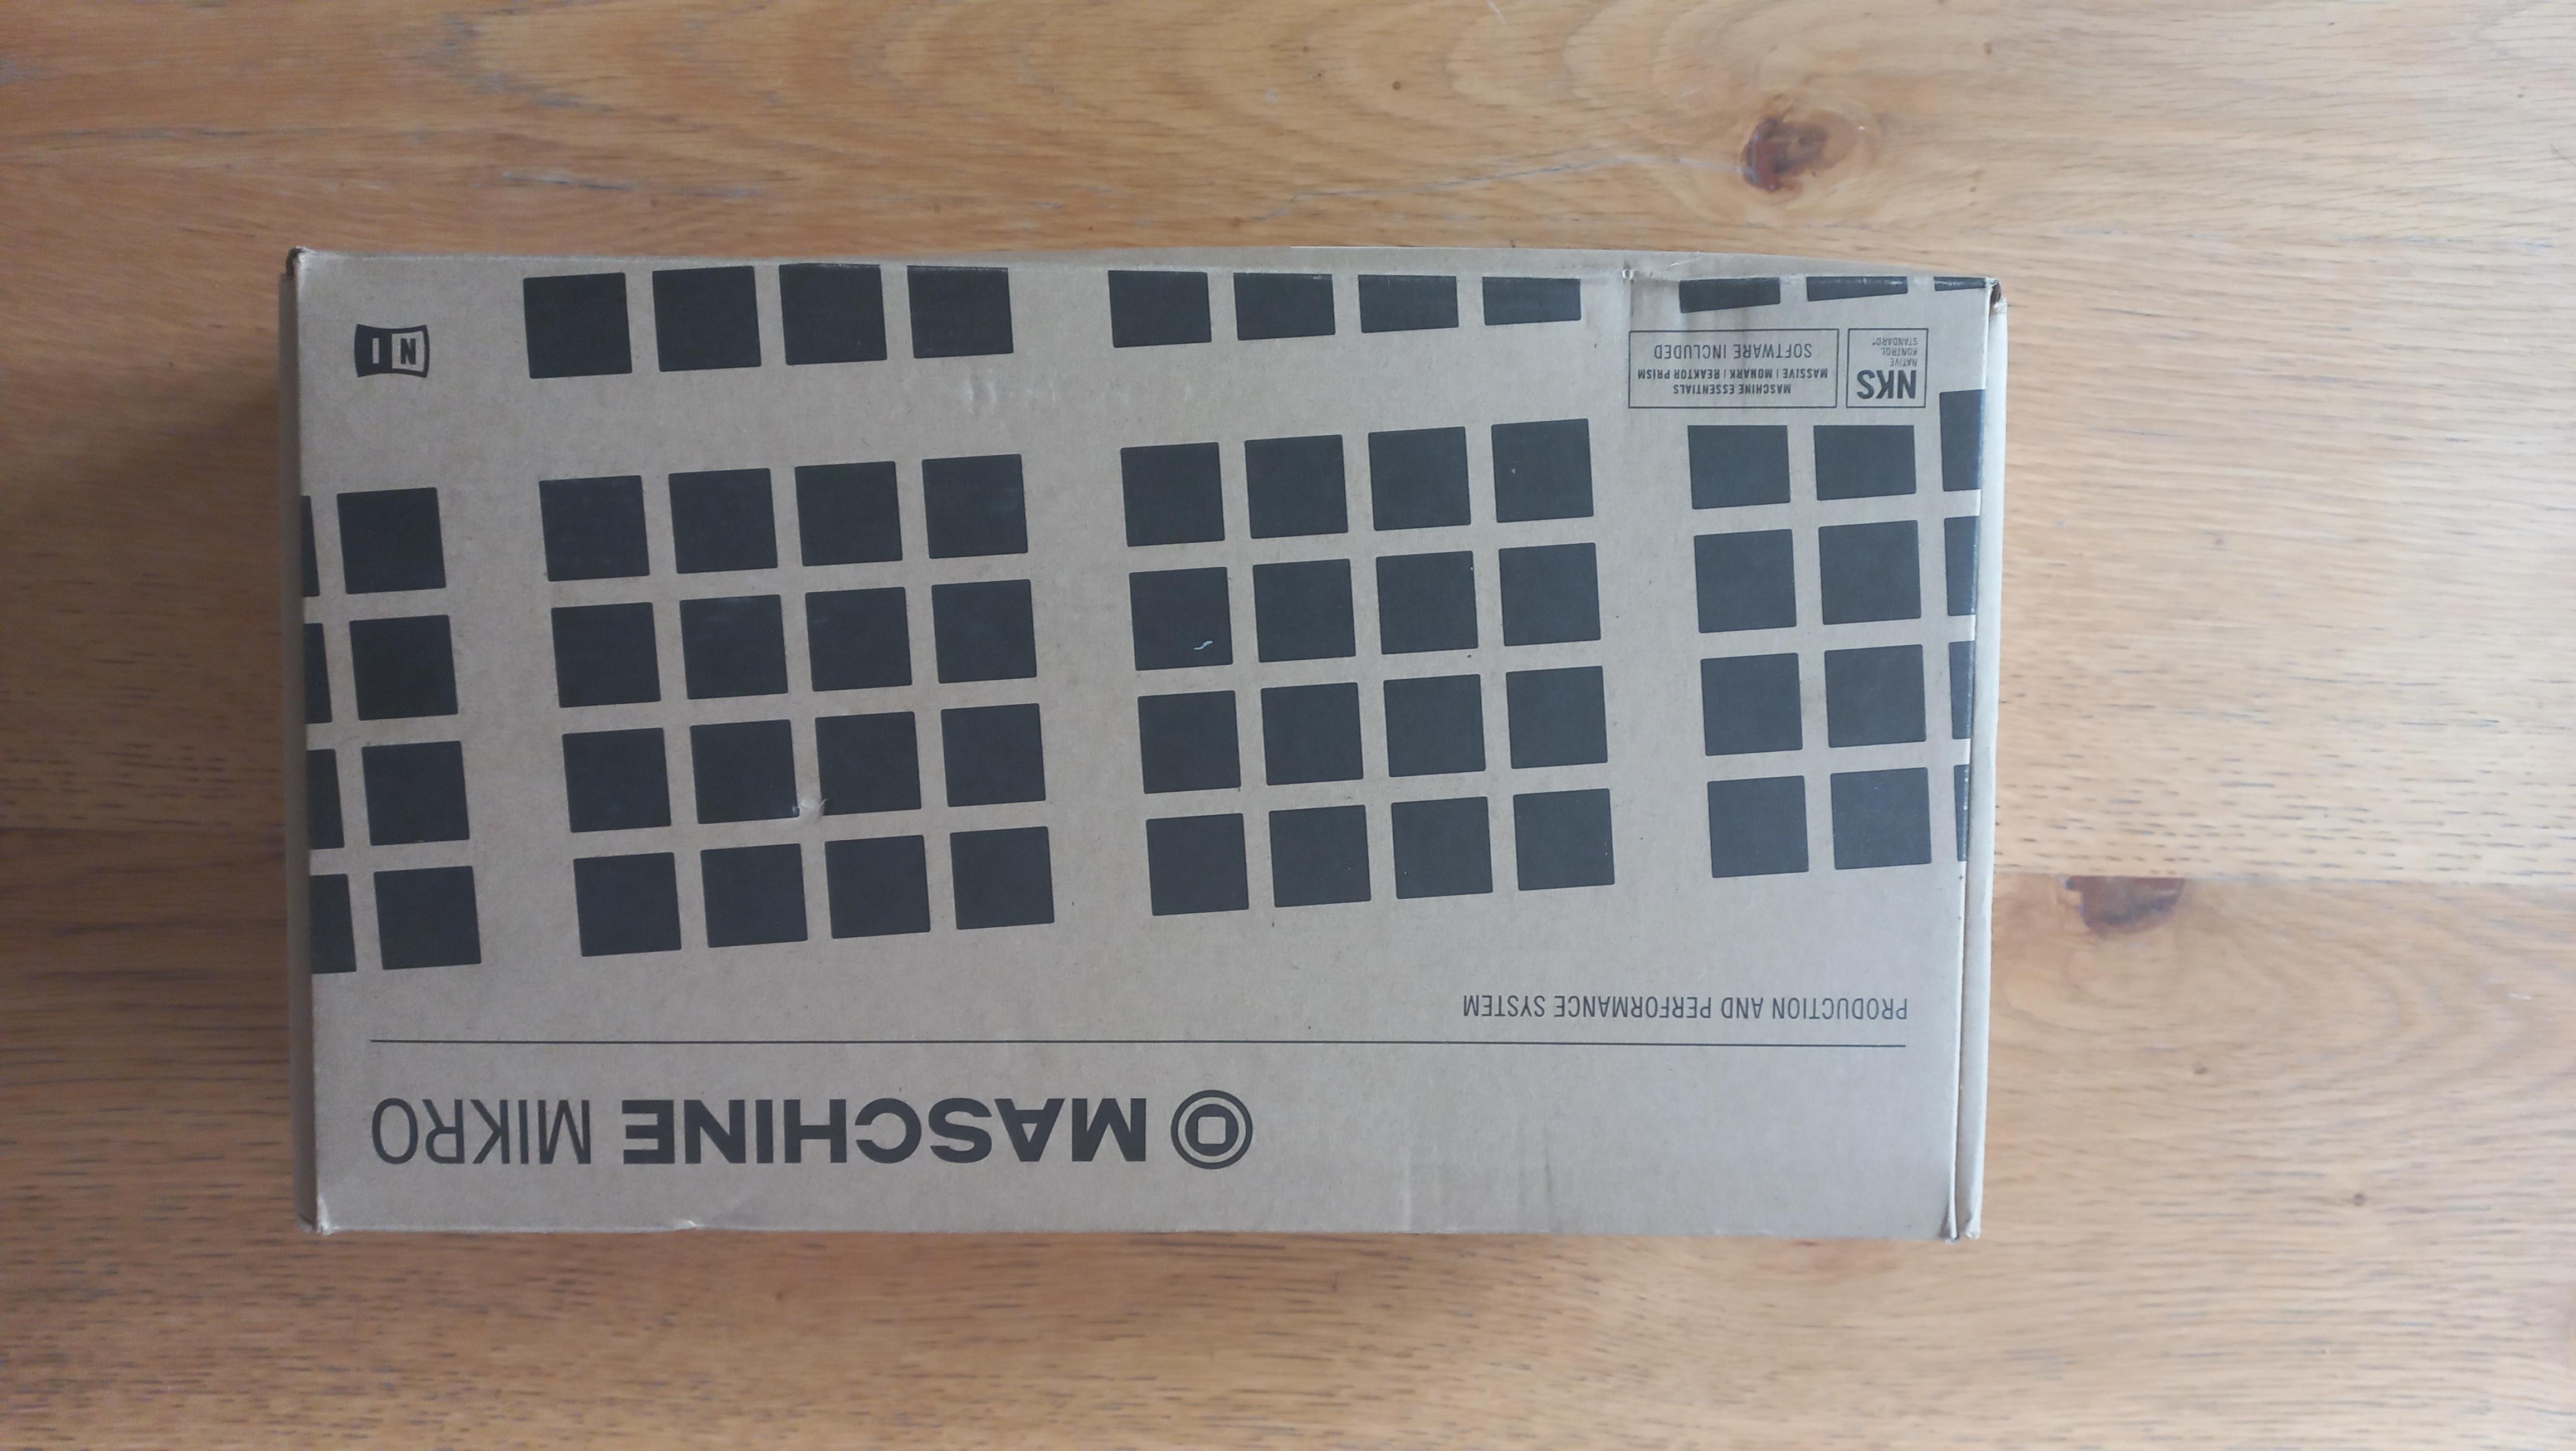 MASCHINE MIKRO
PRODUCTION AND PERFORMANCE SYSTEM
NKS
NATIVE
KONTROL
STANDARD®
MASCHINE ESSENTIALS
MASSIVE | MONARK | REAKTOR PRISM
SOFTWARE INCLUDED
NI